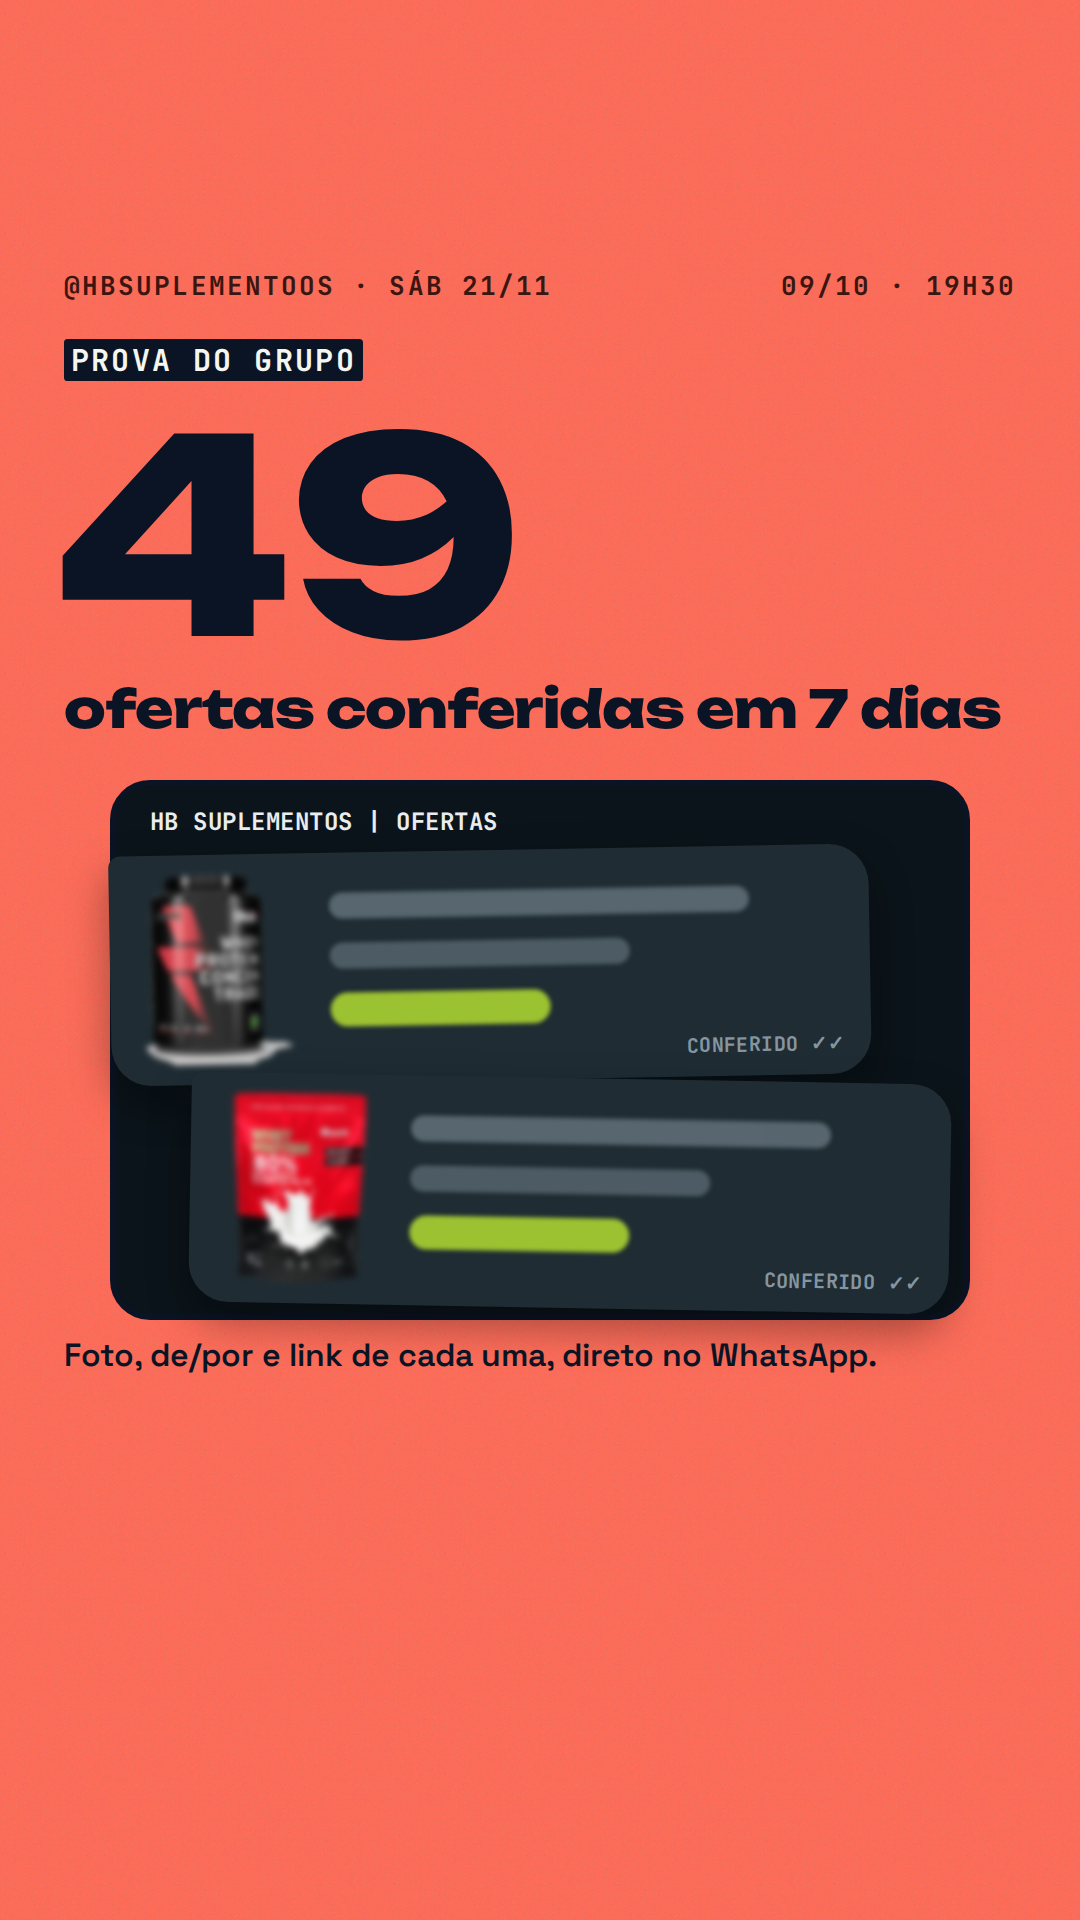 @HBSUPLEMENTOOS · SÁB 21/11
09/10 · 19H30
PROVA DO GRUPO
49
ofertas conferidas em 7 dias
HB SUPLEMENTOS | OFERTAS
CONFERIDO ✓✓
80%
CONFERIDO ✓✓
Foto, de/por e link de cada uma, direto no WhatsApp.